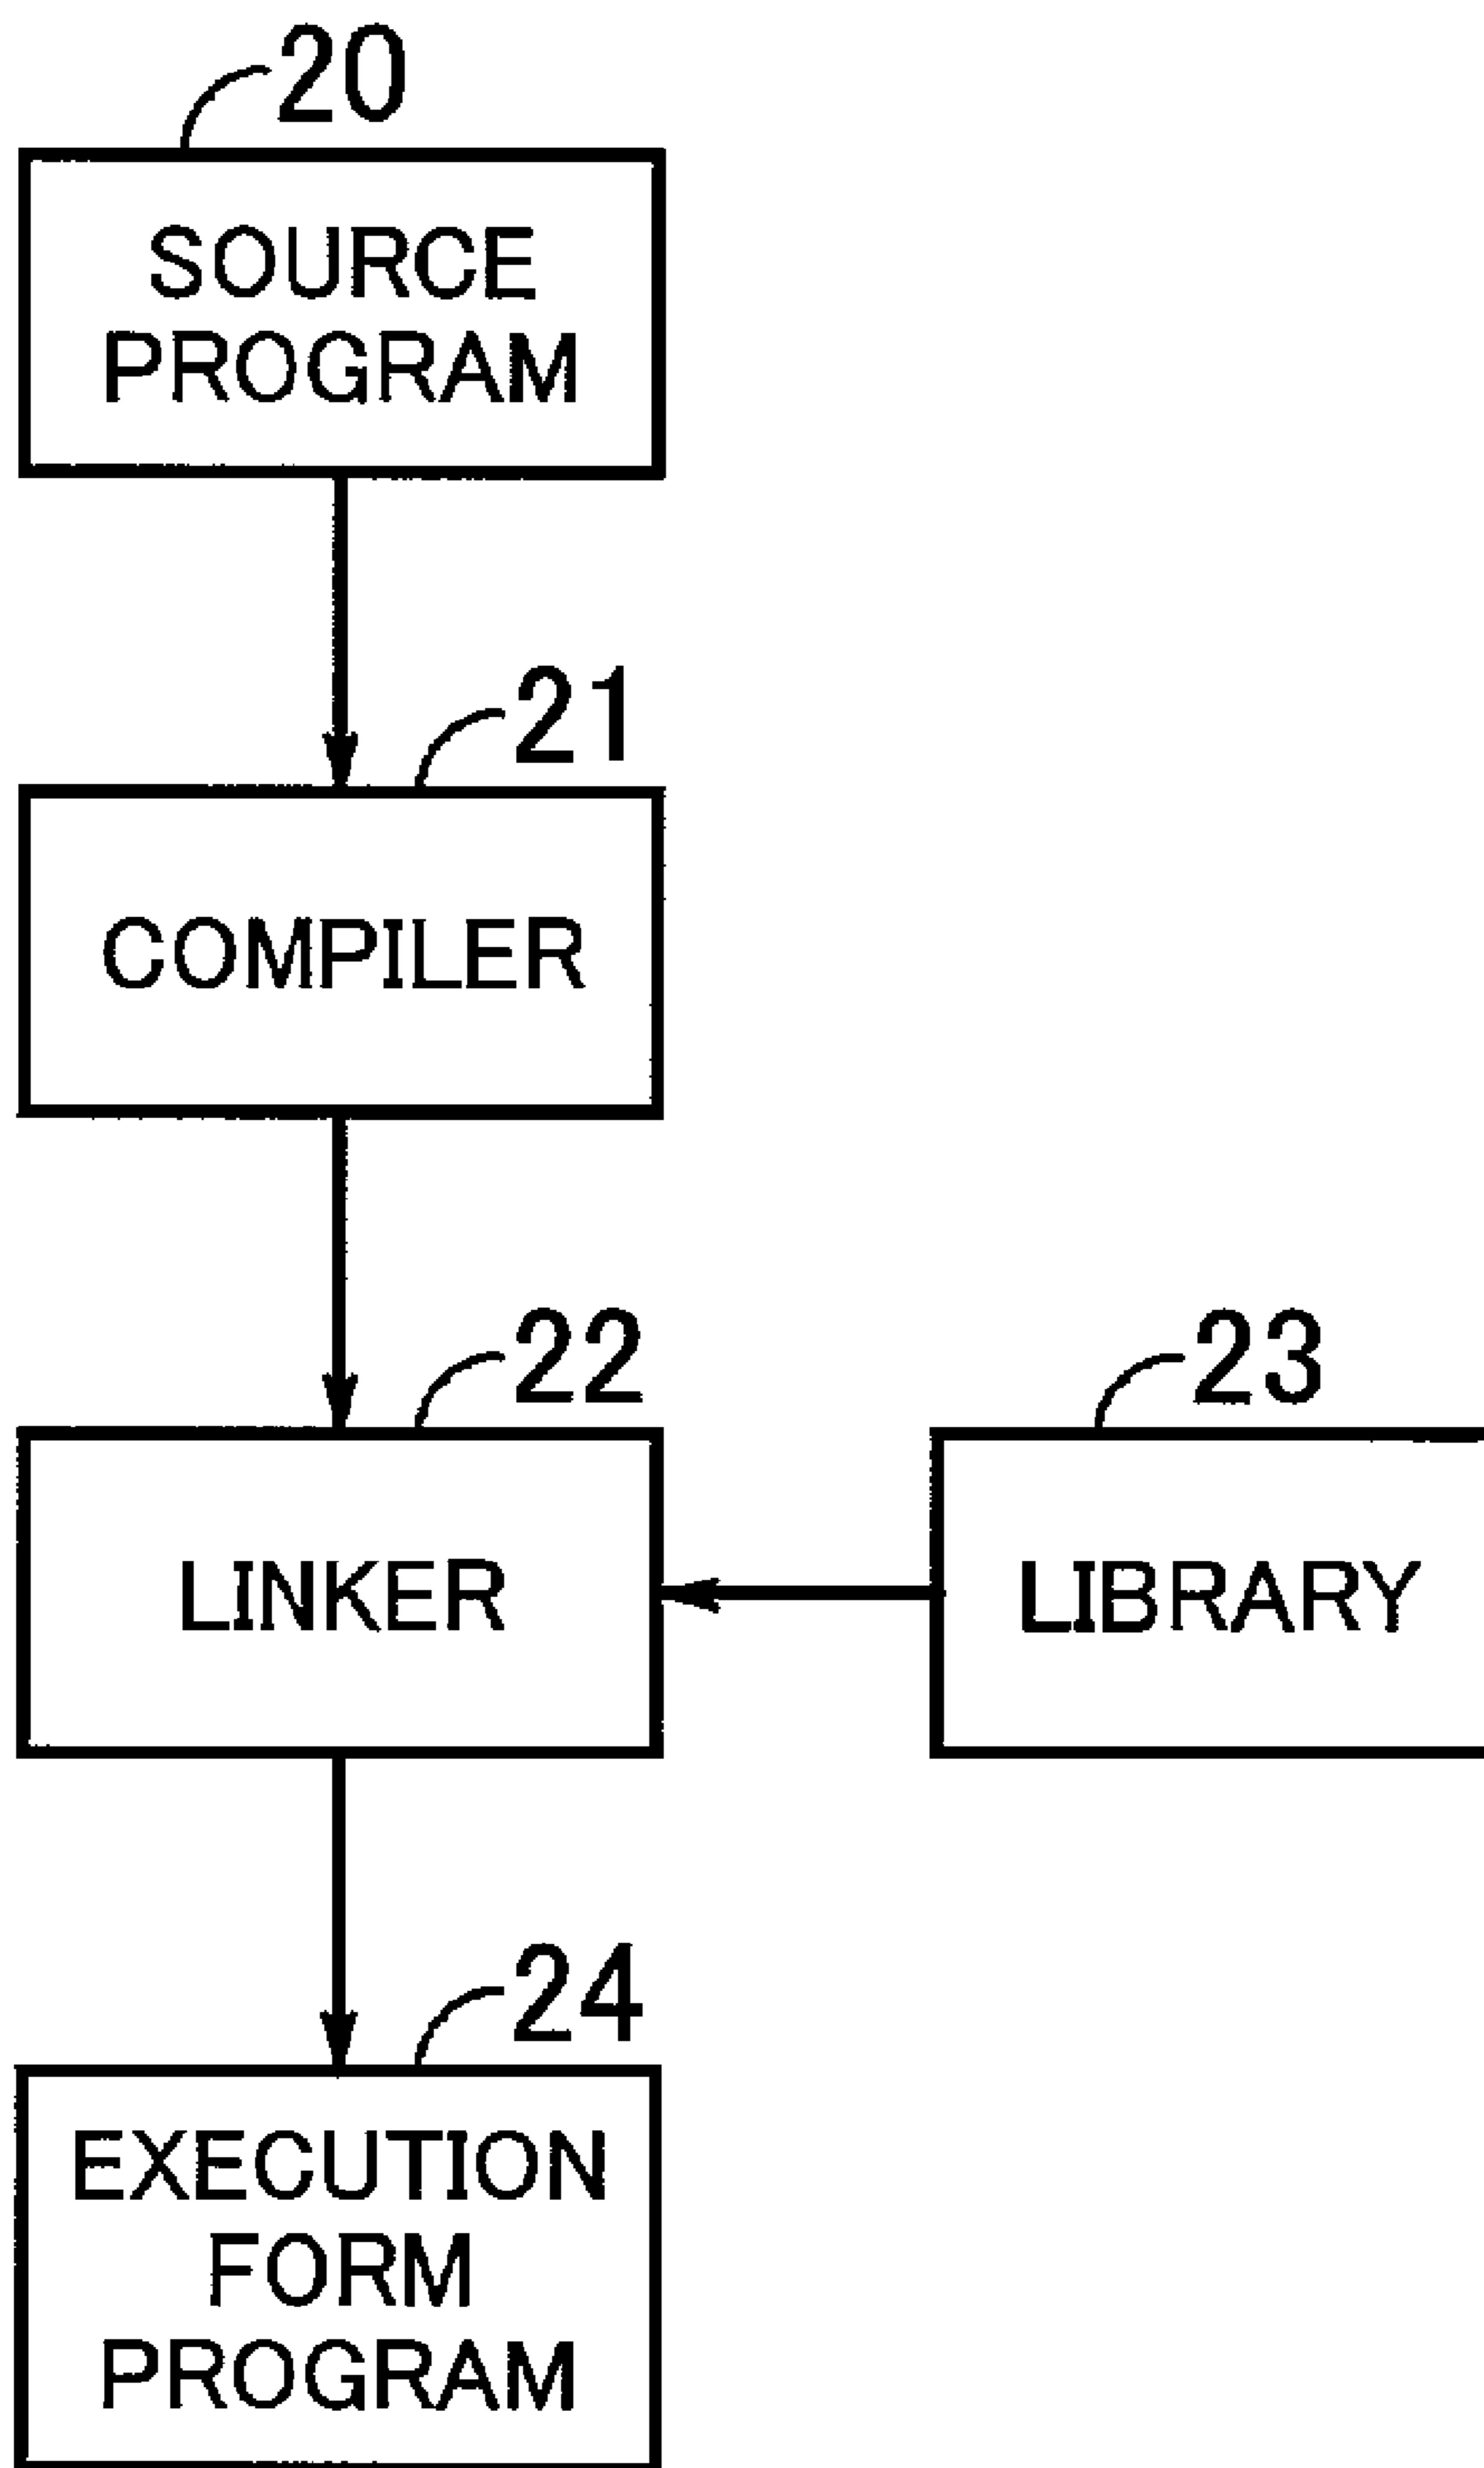 20
SOURCE
PROGRAM
21
COMPILER
22
LINKER
23
LIBRARY
24
EXECUTION
FORM
PROGRAM